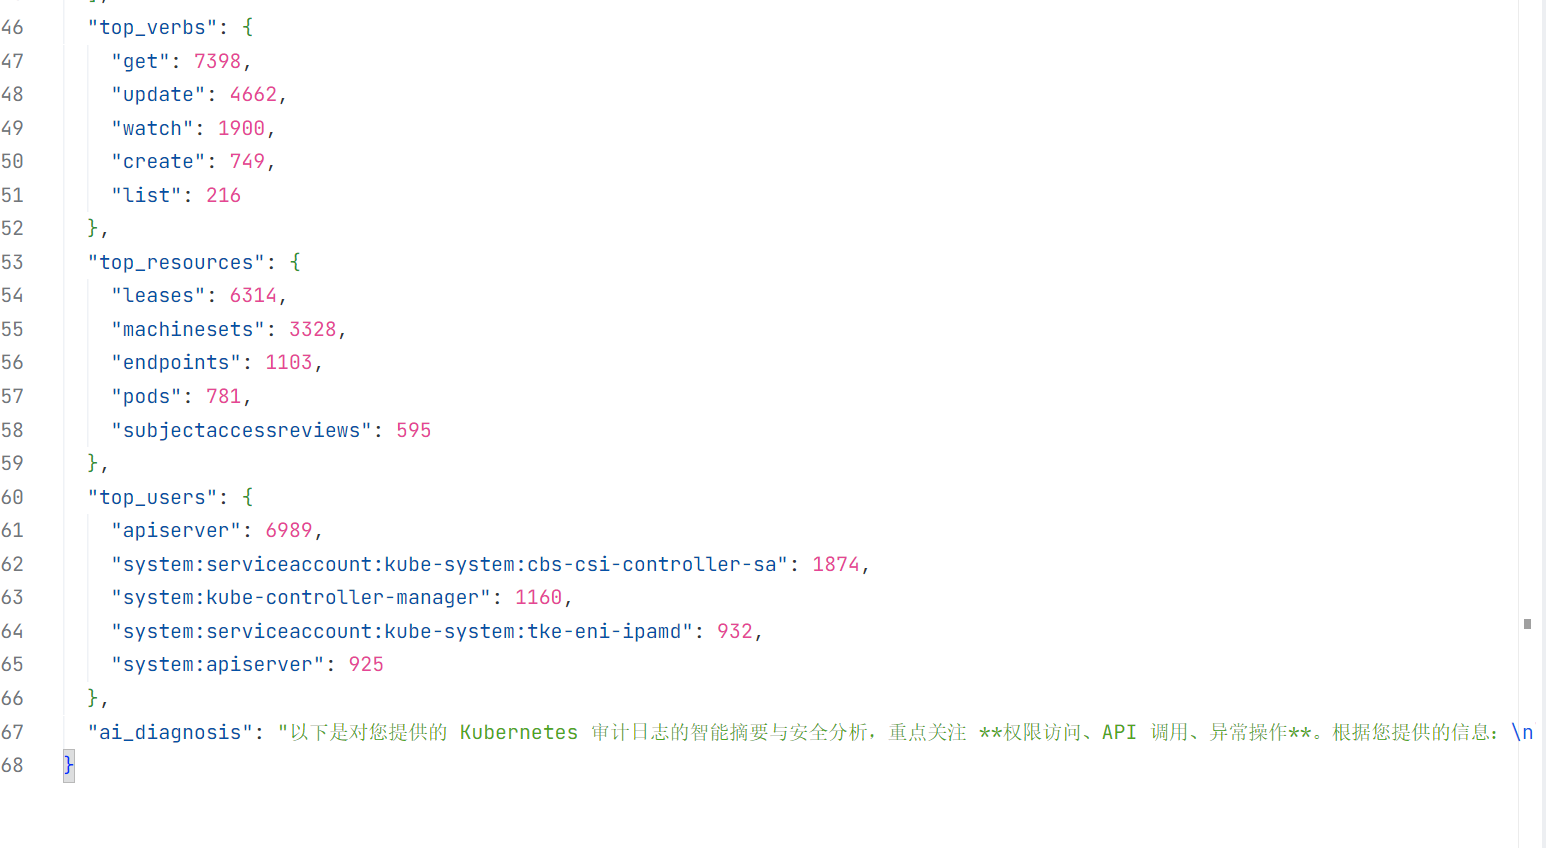 46 "top_verbs": {
47 "get": 7398,
48 "update": 4662,
49 "watch": 1900,
50 "create": 749,
51 "list": 216
52 },
53 "top_resources": {
54 "leases": 6314,
55 "machinesets": 3328,
56 "endpoints": 1103,
57 "pods": 781,
58 "subjectaccessreviews": 595
59 },
60 "top_users": {
61 "apiserver": 6989,
62 "system:serviceaccount:kube-system:cbs-csi-controller-sa": 1874,
63 "system:kube-controller-manager": 1160,
64 "system:serviceaccount:kube-system:tke-eni-ipamd": 932,
65 "system:apiserver": 925
66 },
67 "ai_diagnosis": "以下是对您提供的 Kubernetes 审计日志的智能摘要与安全分析，重点关注 **权限访问、API 调用、异常操作**。根据您提供的信息：\n
68 }